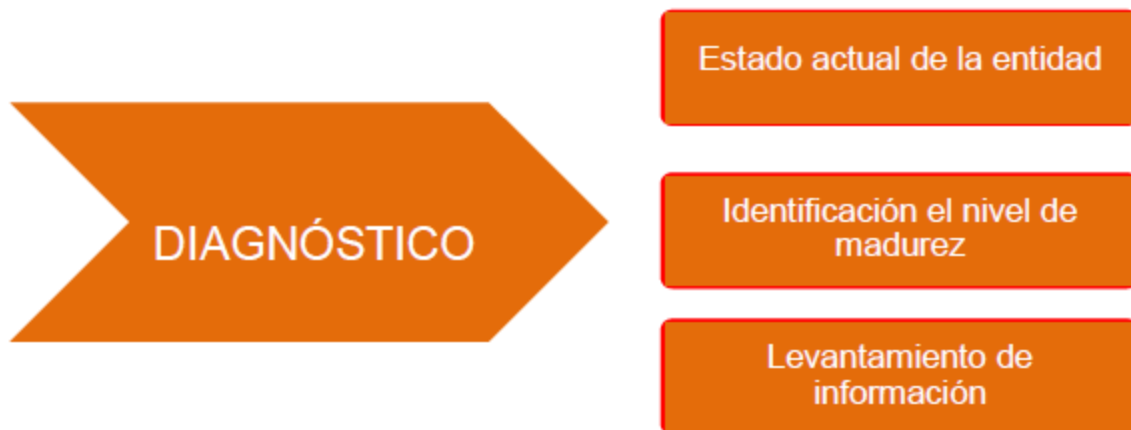 Estado actual de la entidad
DIAGNÓSTICO
Identificación el nivel de
madurez
Levantamiento de
información